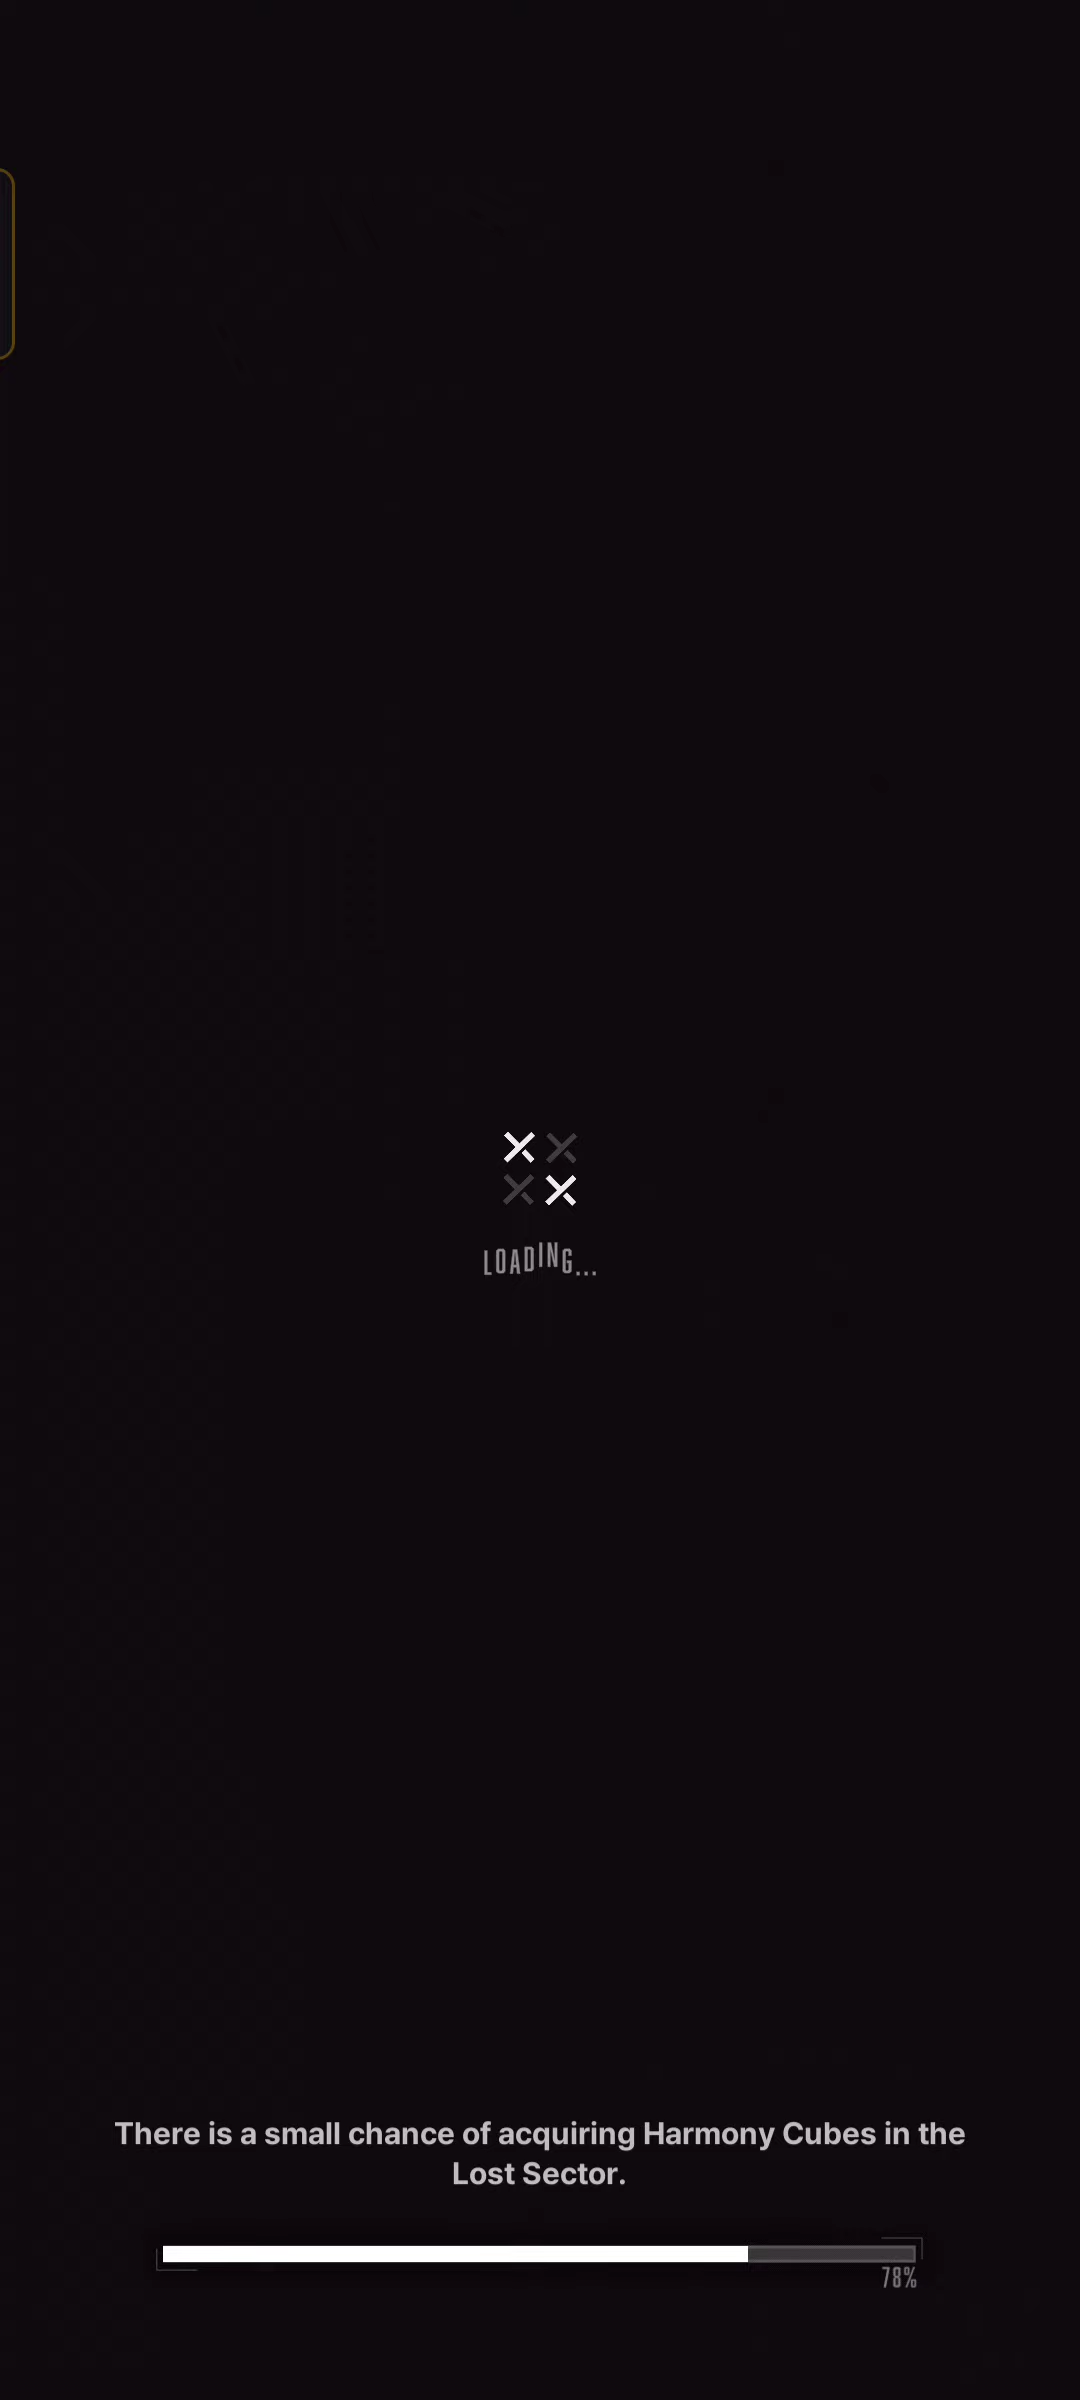 LOADING...
There is a small chance of acquiring Harmony Cubes in the
Lost Sector.
78%